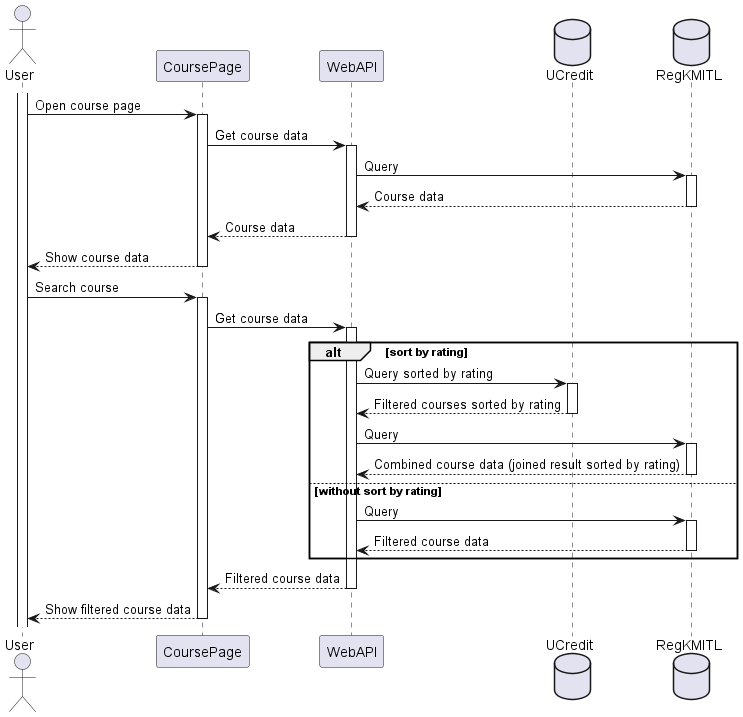 User
CoursePage
WebAPI
UCredit
RegKMITL
Open course page
Get course data
Query
Course data
Course data
Show course data
Search course
Get course data
alt
[sort by rating]
Query sorted by rating
Filtered courses sorted by rating
Query
Combined course data (joined result sorted by rating)
[without sort by rating]
Query
Filtered course data
Filtered course data
Show filtered course data
User
CoursePage
WebAPI
UCredit
RegKMITL